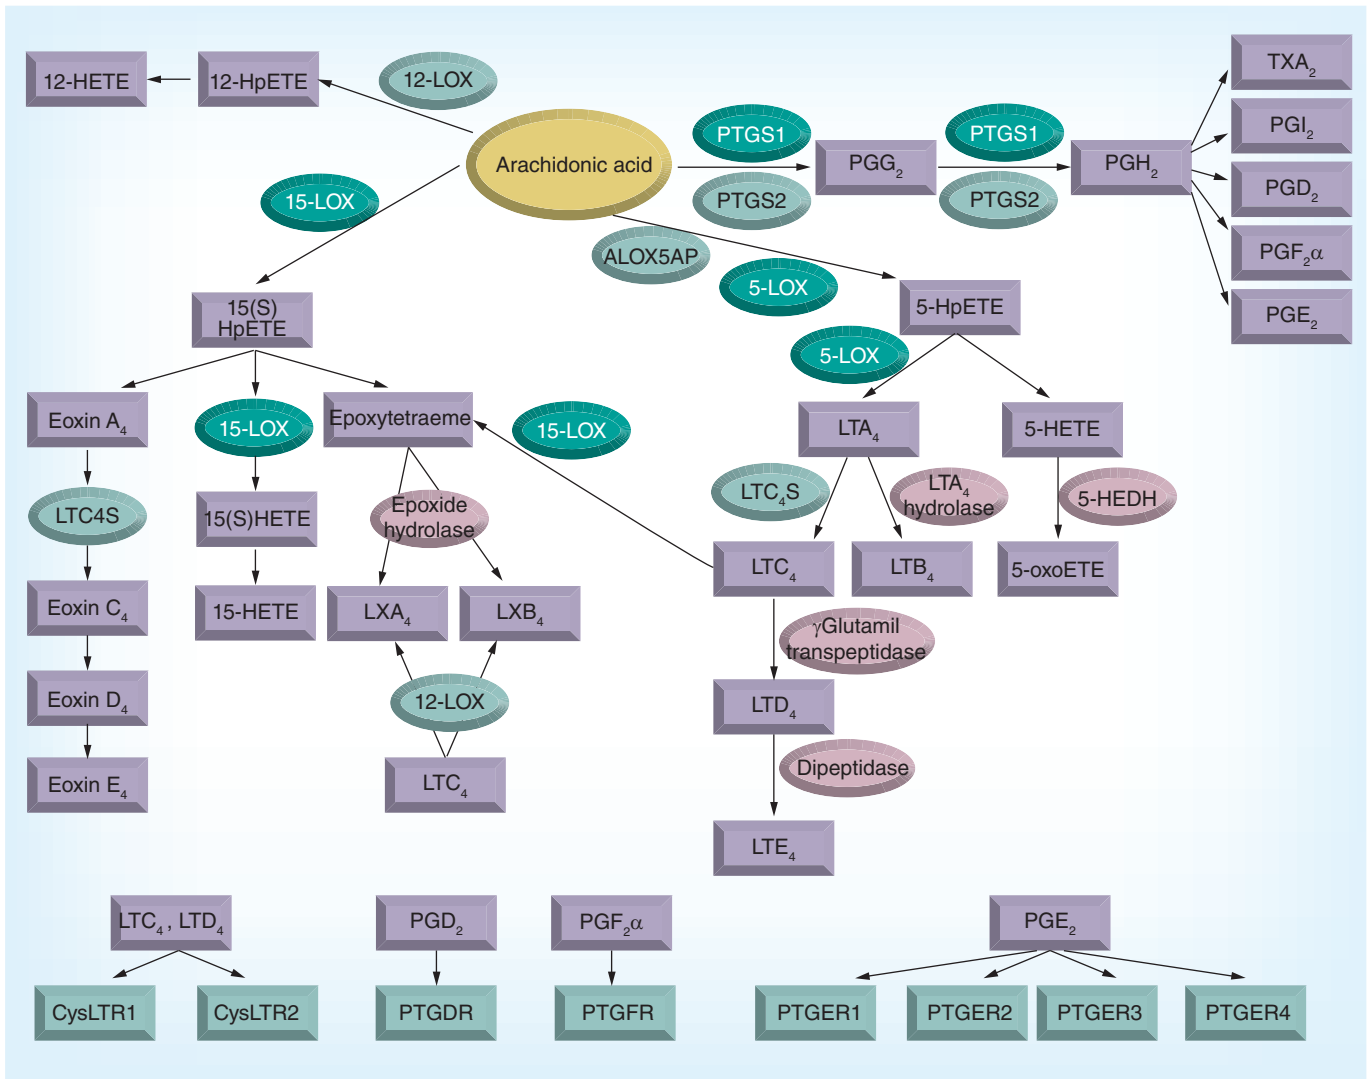 12-HETE
12-HpETE
12-LOX
TXA2
PGI2
PTGS1
PTGS1
Arachidonic acid
PGG2
PGH2
PTGS2
PTGS2
PGD2
15-LOX
ALOX5AP
PGF2α
5-LOX
15(S)
HpETE
5-HpETE
PGE2
5-LOX
Eoxin A4
15-LOX
Epoxytetraeme
15-LOX
LTA4
5-HETE
LTC4S
LTC4S
LTA4
hydrolase
5-HEDH
15(S)HETE
Epoxide
hydrolase
LTC4
LTB4
5-oxoETE
Eoxin C4
15-HETE
LXA4
LXB4
γGlutamil
transpeptidase
Eoxin D4
12-LOX
LTD4
Eoxin E4
LTC4
Dipeptidase
LTE4
LTC4, LTD4
PGD2
PGF2α
PGE2
CysLTR1
CysLTR2
PTGDR
PTGFR
PTGER1
PTGER2
PTGER3
PTGER4